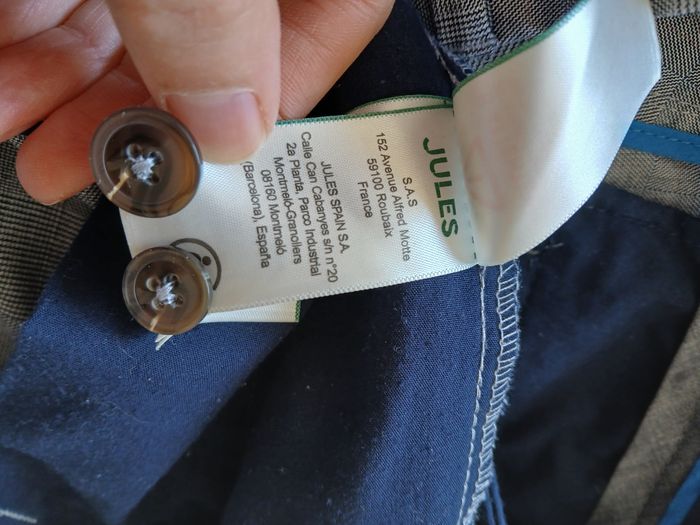 JULES
S.A.S
152 Avenue Alfred Motte
59100 Roubaix
France
JULES SPAIN S.A.
Calle Can Cabanyes s/n n°20
2a Planta, Parco Industrial
Montmeló-Granollers
08160 Montmeló
(Barcelona), España